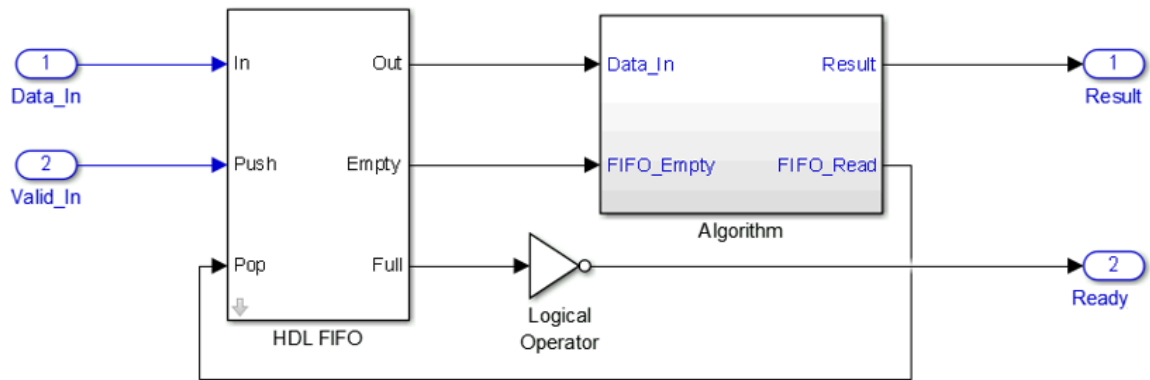 1
Data_In
2
Valid_In
In
Push
Pop
Out
Empty
Full
HDL FIFO
Data_In
FIFO_Empty
Result
FIFO_Read
Algorithm
Logical
Operator
1
Result
2
Ready